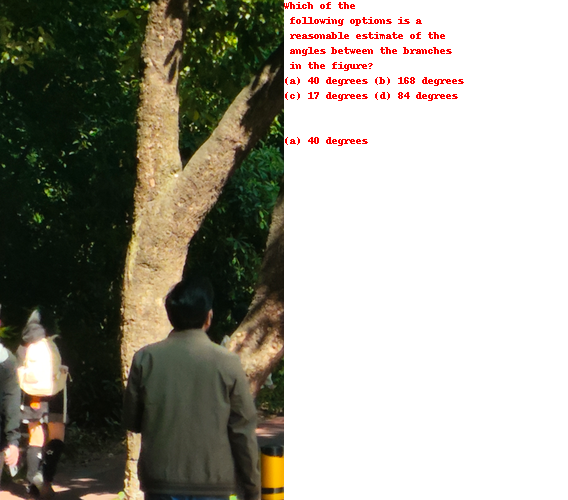 Which of the
following options is a
reasonable estimate of the
angles between the branches
in the figure?
(a) 40 degrees (b) 168 degrees
(c) 17 degrees (d) 84 degrees
(a) 40 degrees